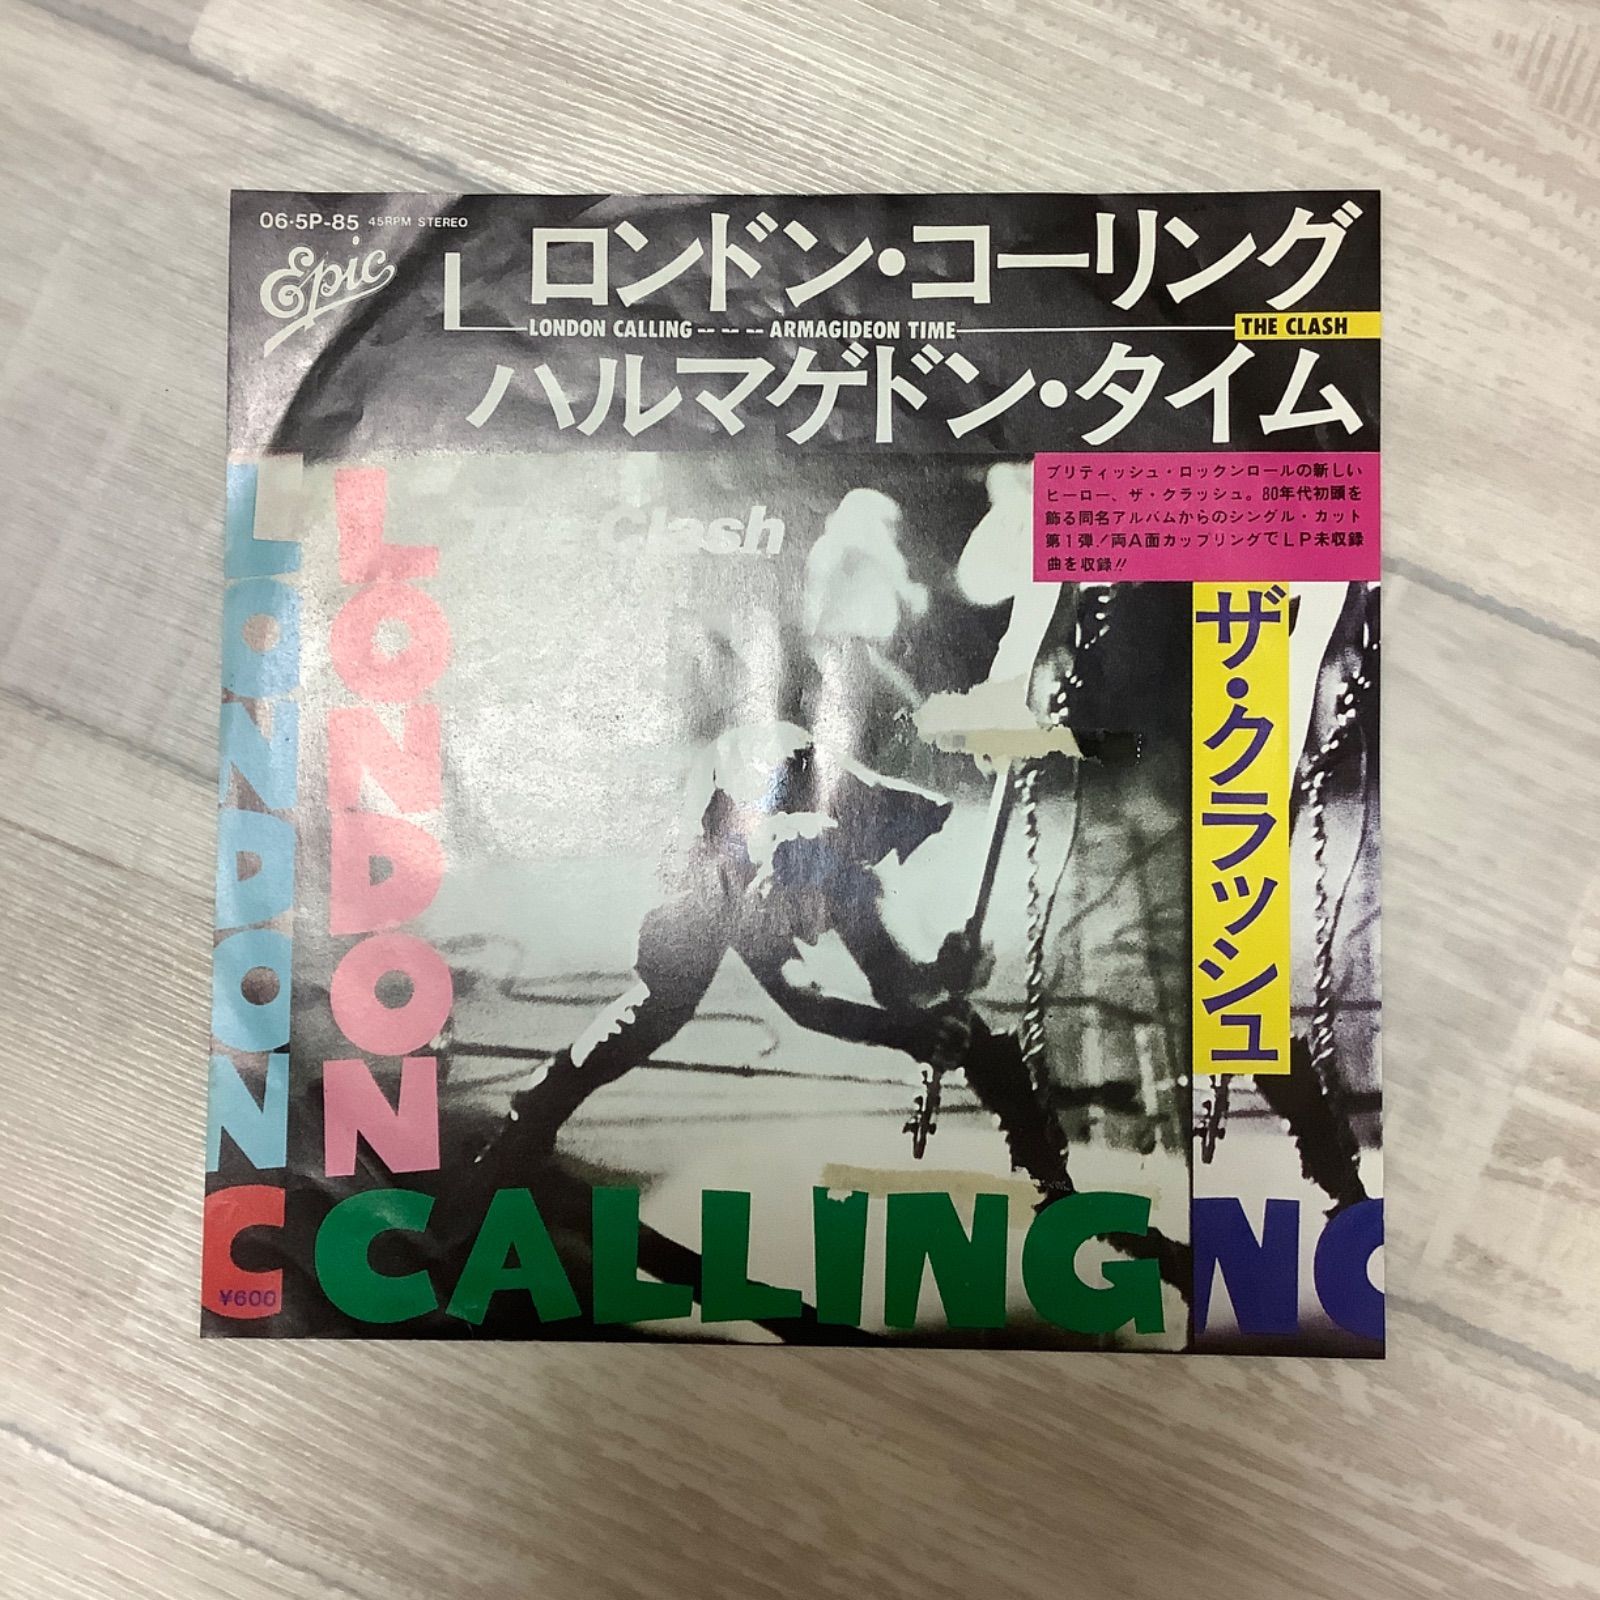 06・5P-85 45RPM STEREO
Epic
ロンドン・コーリング
LONDON CALLING -- -- -- ARMAGIDEON TIME
THE CLASH
ハルマゲドン・タイム
ブリティッシュ・ロックンロールの新しい
ヒーロー、ザ・クラッシュ。80年代初頭を
飾る同名アルバムからのシングル・カット
第1弾!両A面カップリングでLP未収録
曲を収録!!
The Clash
ザ・クラッシュ
LONDON
LONDON
C
CALLING
NO
¥600